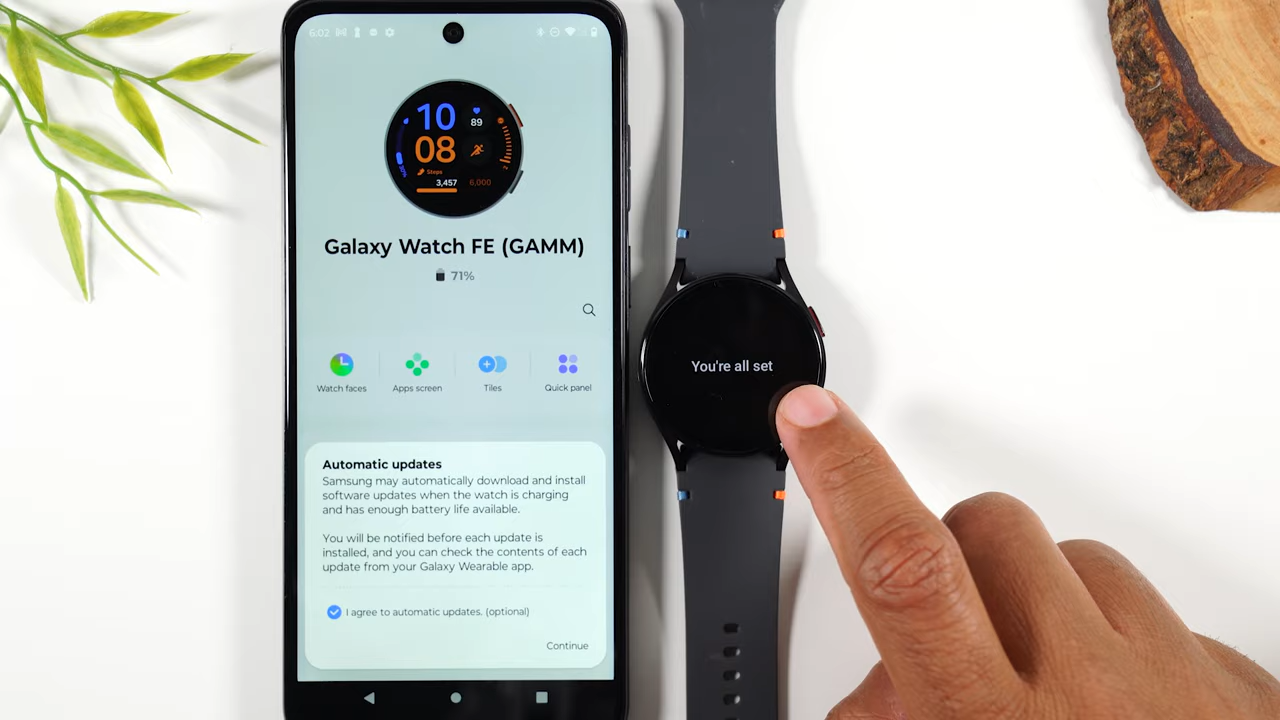 6:02
10
08
89
Steps
3,457 6,000
Galaxy Watch FE (GAMM)
71%
Watch faces Apps screen Tiles Quick panel
Automatic updates
Samsung may automatically download and install
software updates when the watch is charging
and has enough battery life available.
You will be notified before each update is
installed, and you can check the contents of each
update from your Galaxy Wearable app.
I agree to automatic updates. (optional)
Continue
You're all set